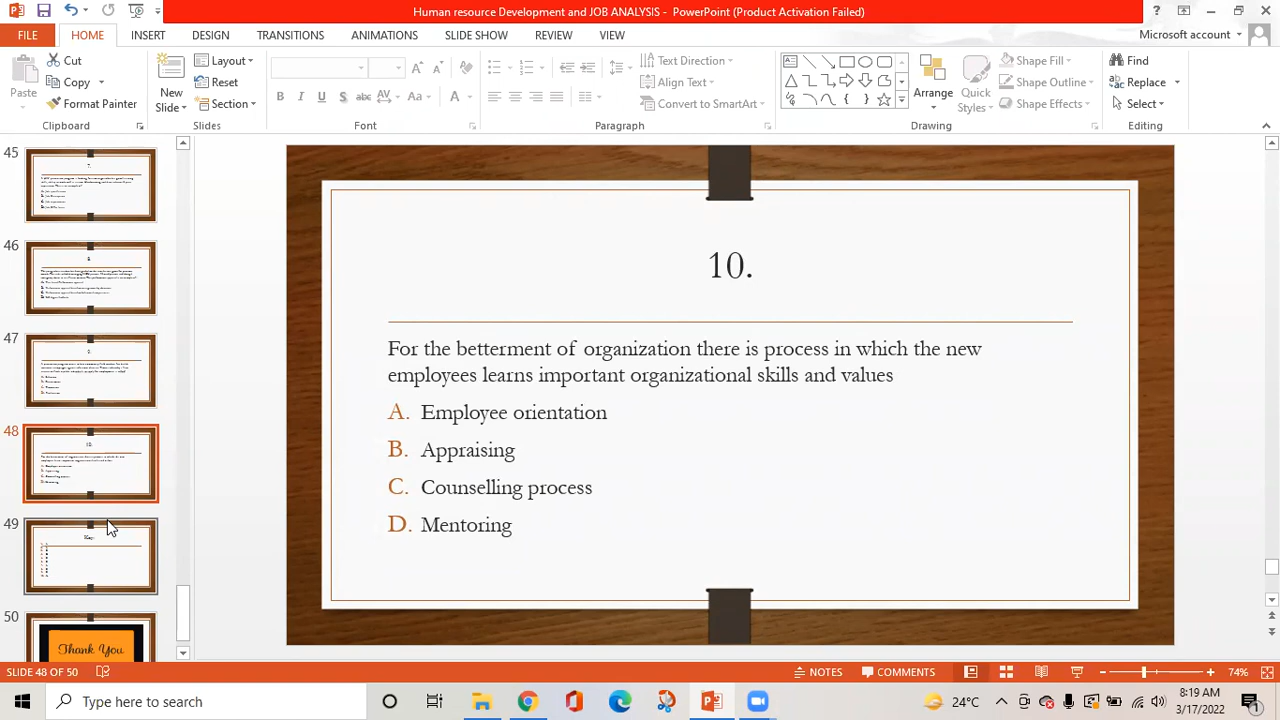 Human resource Development and JOB ANALYSIS - PowerPoint (Product Activation Failed)
FILE HOME INSERT DESIGN TRANSITIONS ANIMATIONS SLIDE SHOW REVIEW VIEW Microsoft account
Paste
Cut
Copy
Format Painter
Clipboard
New Slide
Layout
Reset
Section
Slides
Font
Text Direction
Align Text
Convert to SmartArt
Paragraph
Arrange
Quick Styles
Shape Fill
Shape Outline
Shape Effects
Drawing
Find
Replace
Select
Editing
45
46
47
48
49
50
Thank You
10.
For the betterment of organization there is process in which the new
employees learns important organizational skills and values
A. Employee orientation
B. Appraising
C. Counselling process
D. Mentoring
SLIDE 48 OF 50 NOTES COMMENTS 74%
Type here to search 24°C 8:19 AM
3/17/2022